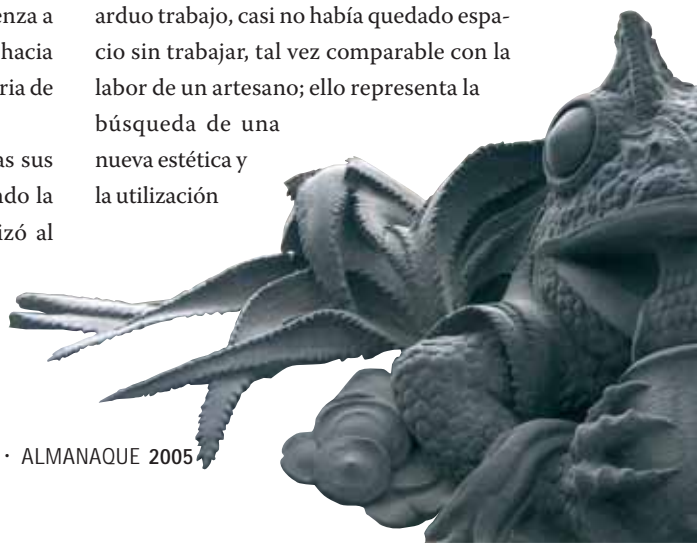 enza a
hacia
ria de
as sus
ndo la
izó al
arduo trabajo, casi no había quedado espa-
cio sin trabajar, tal vez comparable con la
labor de un artesano; ello representa la
búsqueda de una
nueva estética y
la utilización
· ALMANAQUE 2005